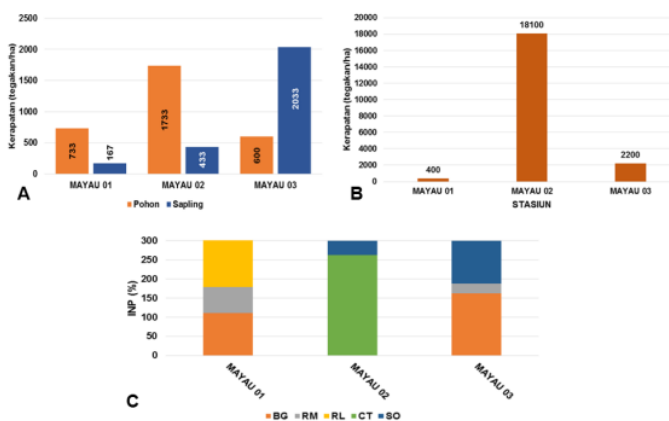 Kerapatan (tegakan/ha)
2500
2000
1500
1000
500
0
733
167
1733
433
600
2033
MAYAU 01 MAYAU 02 MAYAU 03
A
Pohon Sapling
Kerapatan (tegakan/ha)
20000
18000
16000
14000
12000
10000
8000
6000
4000
2000
0
400
18100
2200
MAYAU 01 MAYAU 02 MAYAU 03
B
STASIUN
INP (%)
300
250
200
150
100
50
0
MAYAU 01
MAYAU 02
MAYAU 03
C
BG RM RL CT SO